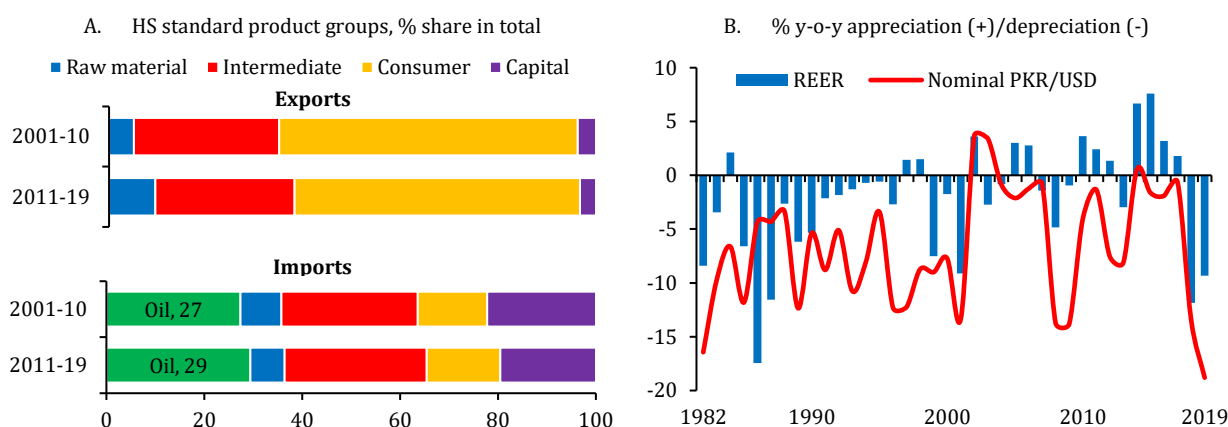 A. HS standard product groups, % share in total
Raw material Intermediate Consumer Capital
Exports
2001-10
2011-19
Imports
2001-10 Oil, 27
2011-19 Oil, 29
0 20 40 60 80 100
B. % y-o-y appreciation (+)/depreciation (-)
REER Nominal PKR/USD
10
5
0
-5
-10
-15
-20
1982 1990 2000 2010 2019